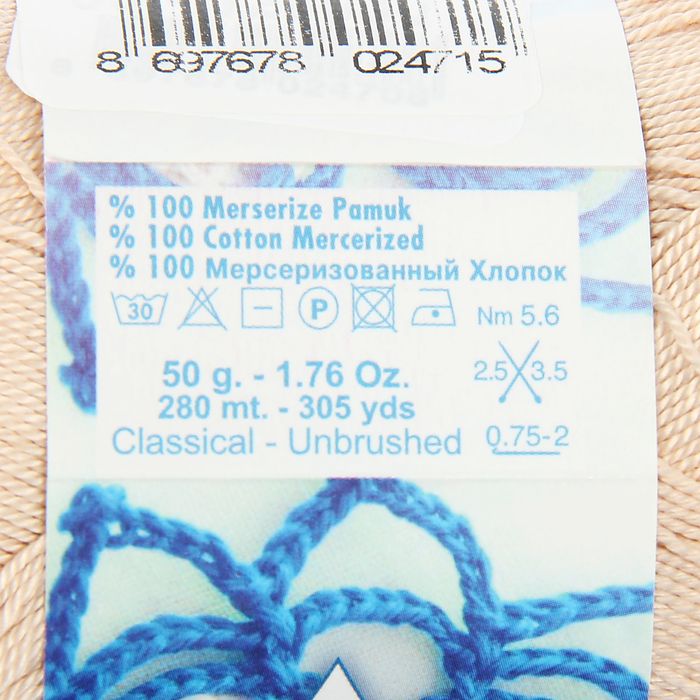 8 697678 024715
% 100 Merserize Pamuk
% 100 Cotton Mercerized
% 100 Мерсеризованный Хлопок
30 P Nm 5.6
50 g. - 1.76 Oz. 2.5 3.5
280 mt. - 305 yds
Classical - Unbrushed 0.75-2